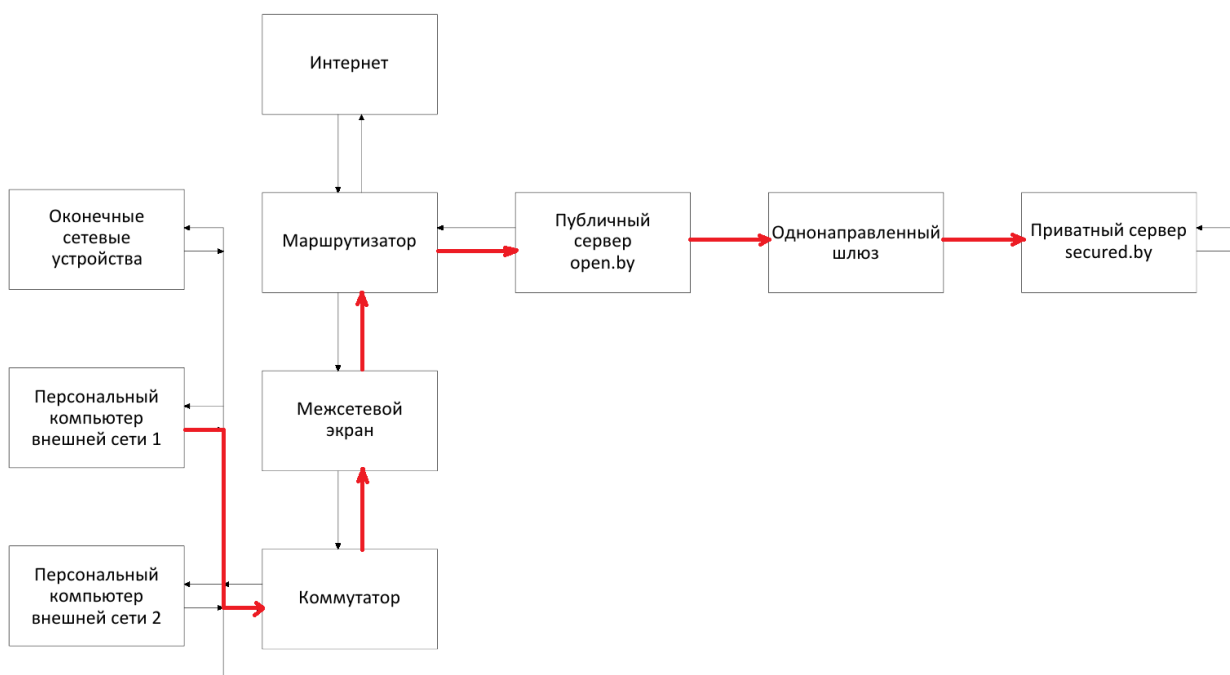 Интернет
Оконечные
сетевые
устройства
Маршрутизатор
Публичный
сервер
open.by
Однонаправленный
шлюз
Приватный сервер
secured.by
Персональный
компьютер
внешней сети 1
Межсетевой
экран
Персональный
компьютер
внешней сети 2
Коммутатор